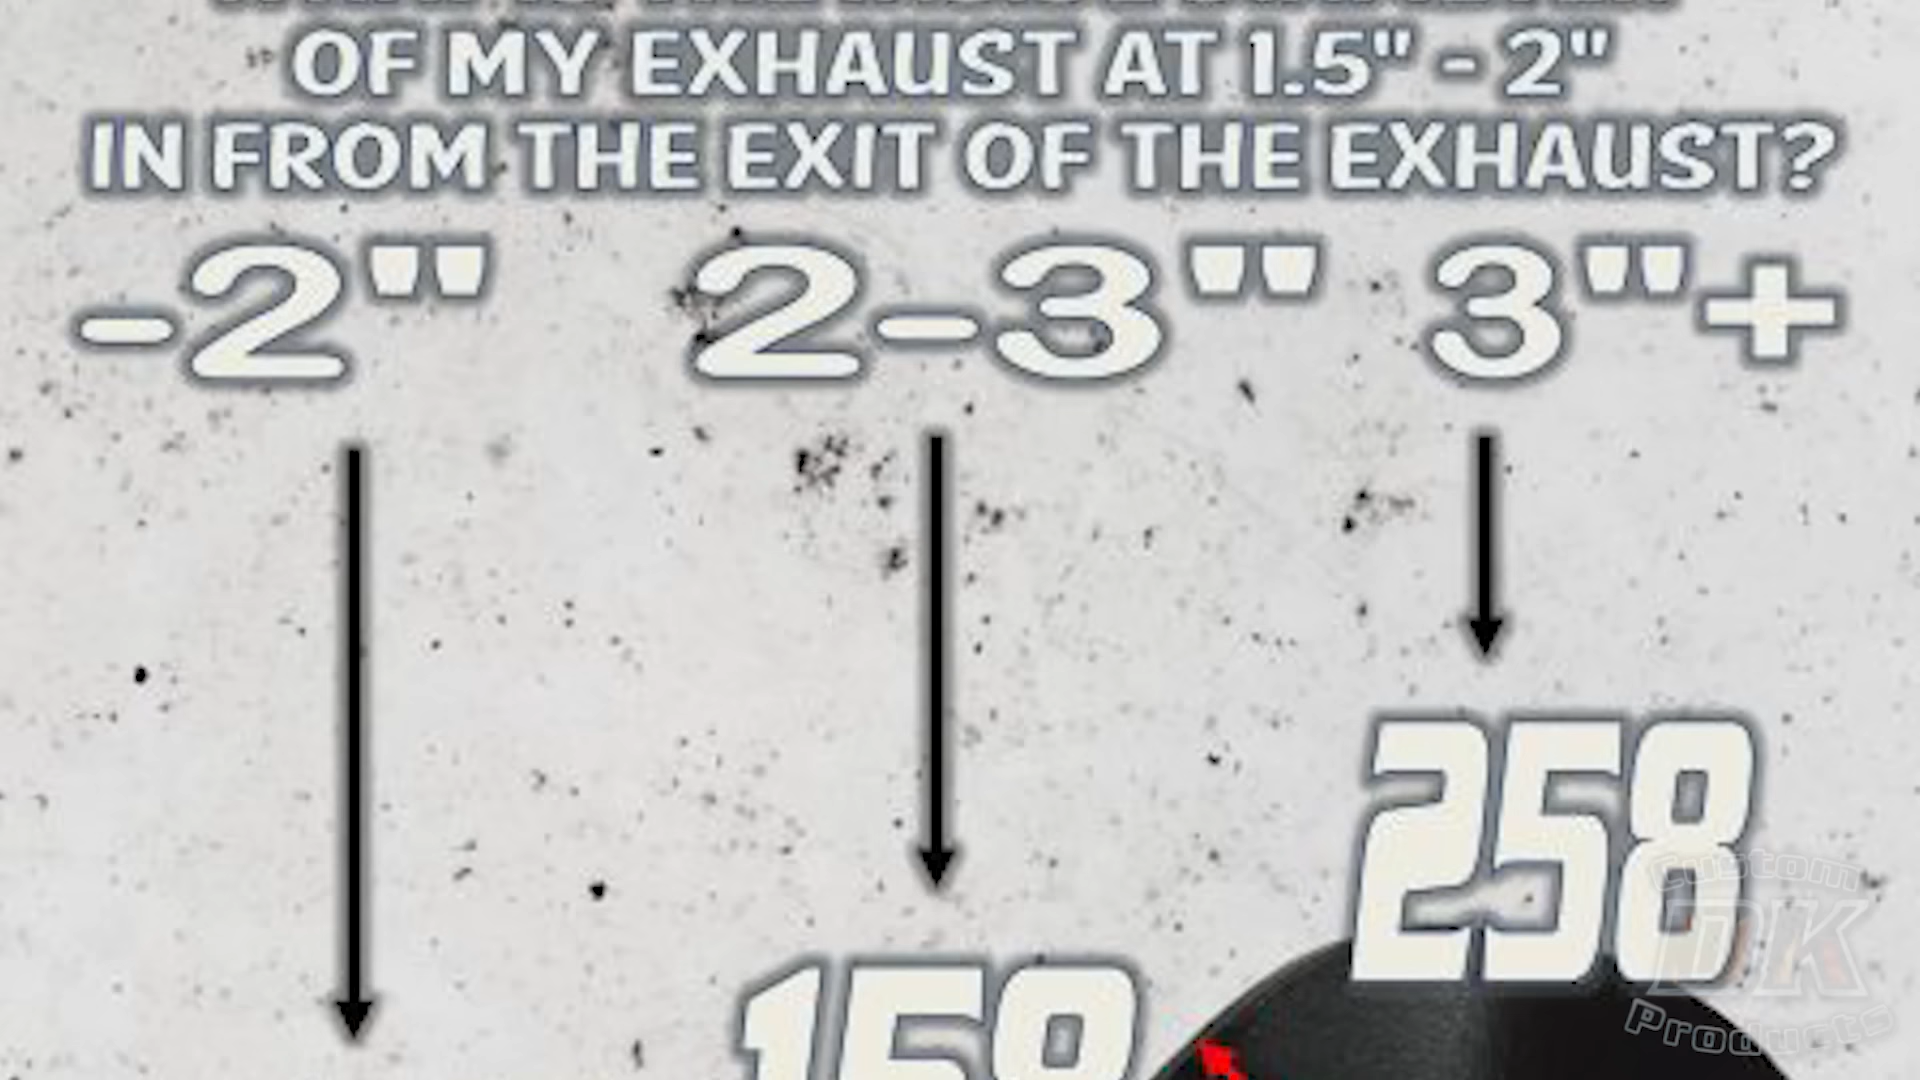 OF MY EXHAUST AT 1.5" - 2"
IN FROM THE EXIT OF THE EXHAUST?
-2" 2-3" 3"+
258
158
Custom
DK
Products